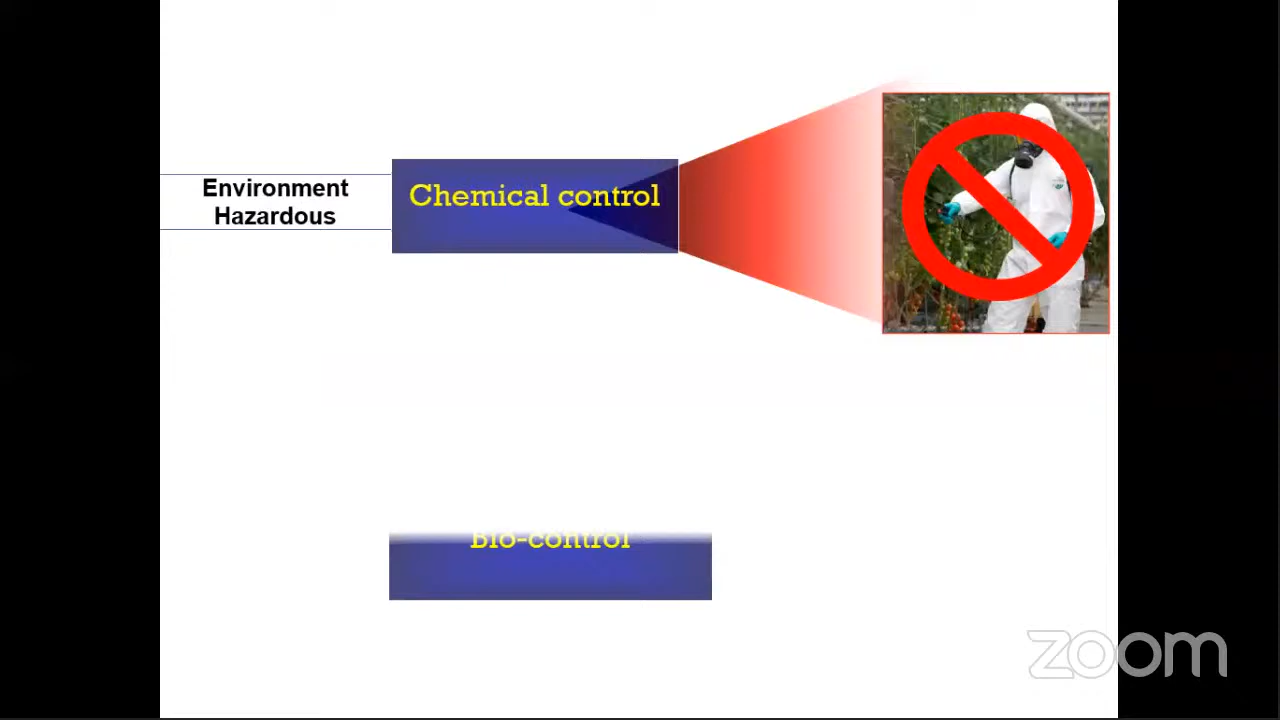 Environment
Hazardous
Chemical control
Bio-control
zoom